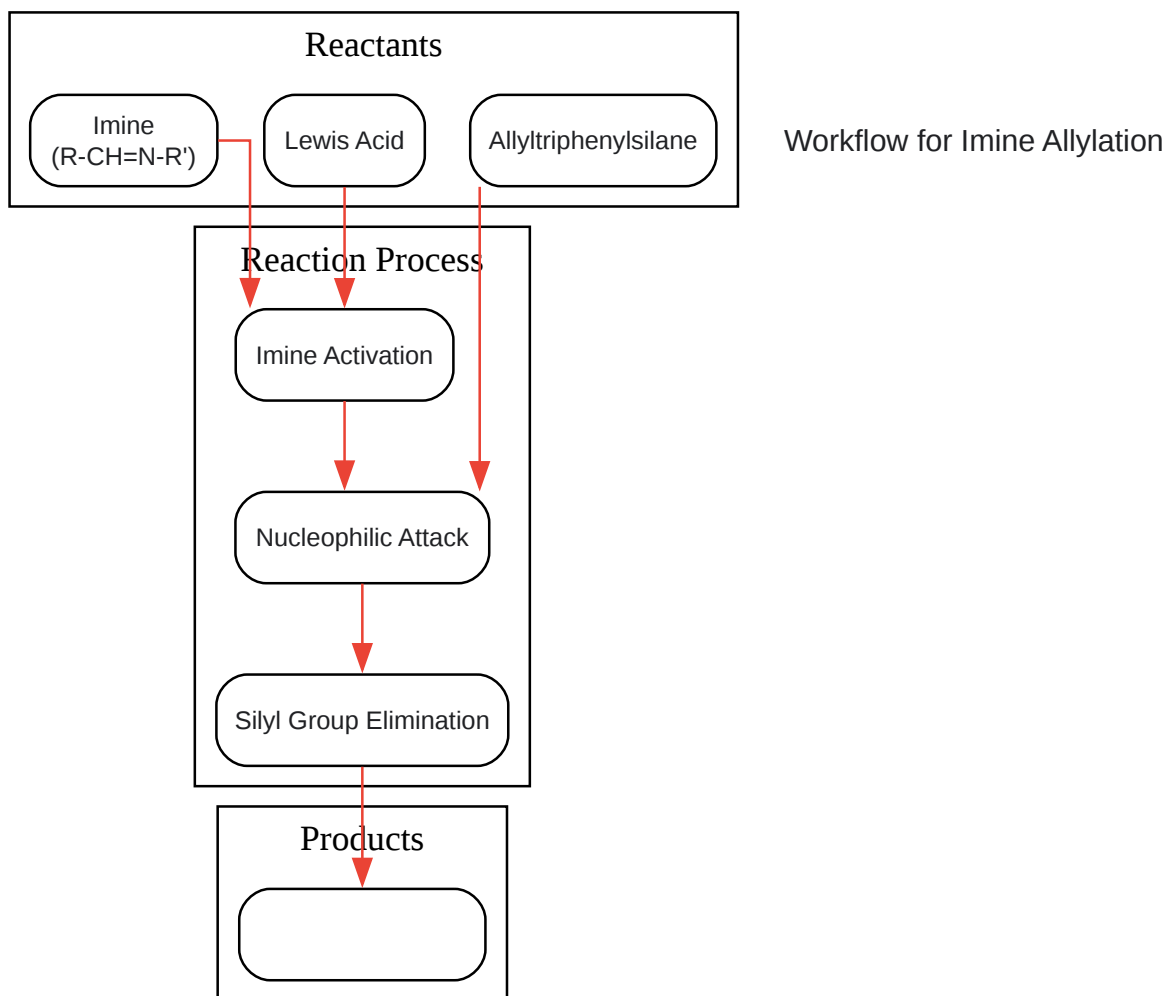 Reactants
Imine
(R-CH=N-R')
Lewis Acid
Allyltriphenylsilane
Workflow for Imine Allylation
Reaction Process
Imine Activation
Nucleophilic Attack
Silyl Group Elimination
Products